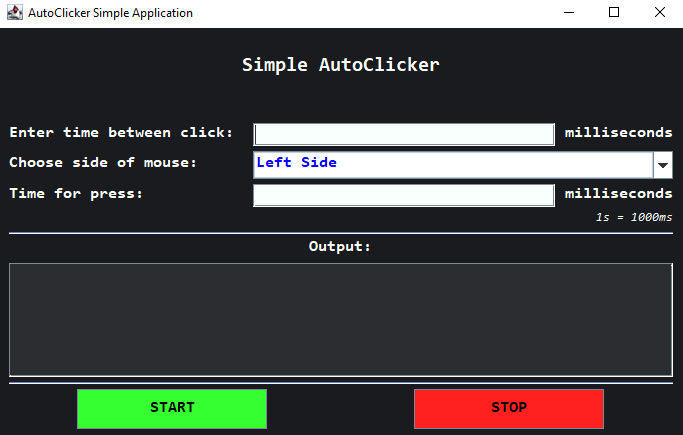 AutoClicker Simple Application
Simple AutoClicker
Enter time between click: milliseconds
Choose side of mouse: Left Side
Time for press: milliseconds
1s = 1000ms
Output:
START STOP